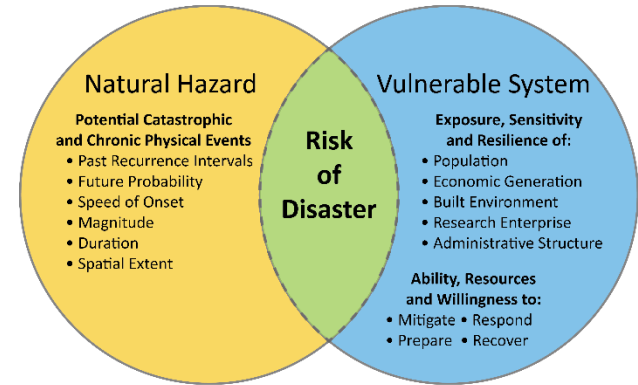 Natural Hazard
Potential Catastrophic
and Chronic Physical Events
• Past Recurrence Intervals
• Future Probability
• Speed of Onset
• Magnitude
• Duration
• Spatial Extent
Risk
of
Disaster
Vulnerable System
Exposure, Sensitivity
and Resilience of:
• Population
• Economic Generation
• Built Environment
• Research Enterprise
• Administrative Structure
Ability, Resources
and Willingness to:
• Mitigate • Respond
• Prepare • Recover